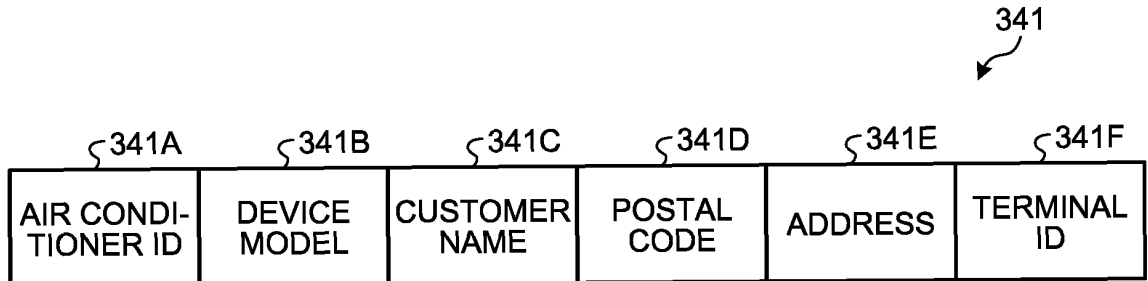 341
341A 341B 341C 341D 341E 341F
AIR CONDI- DEVICE CUSTOMER POSTAL ADDRESS TERMINAL
TIONER ID MODEL NAME CODE ID